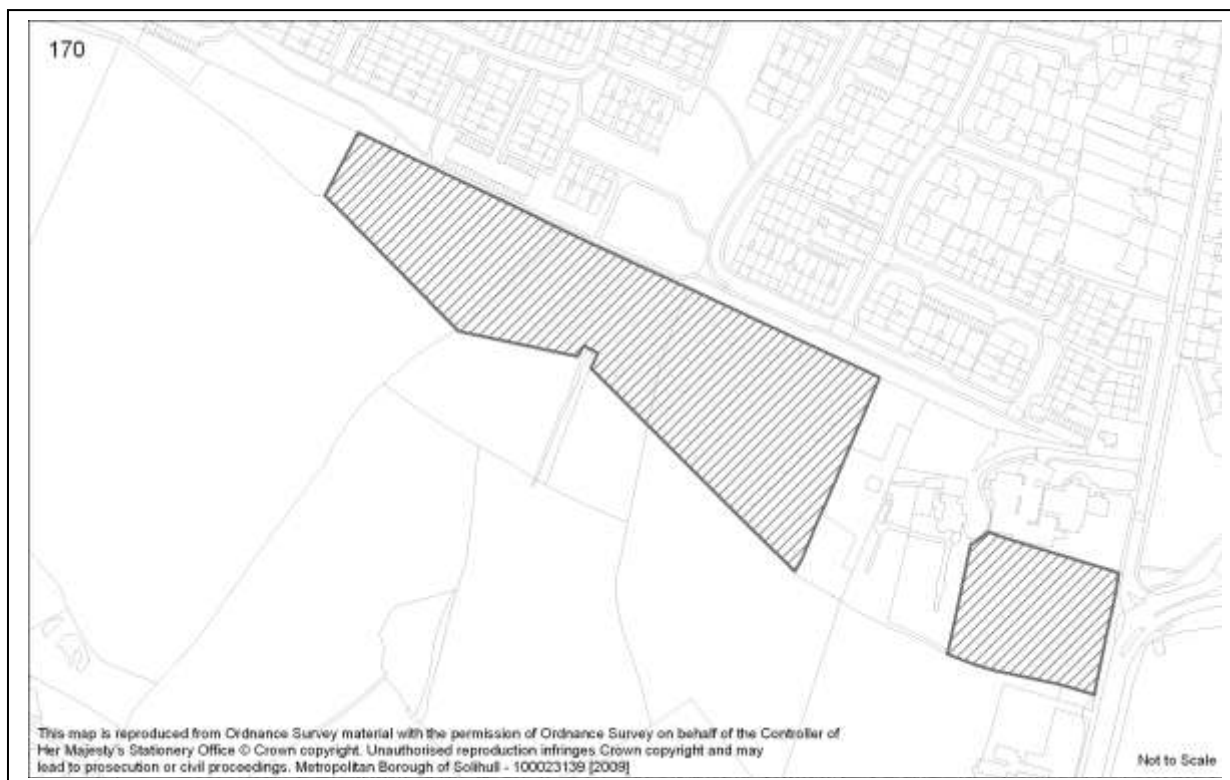 170
This map is reproduced from Ordnance Survey material with the permission of Ordnance Survey on behalf of the Controller of
Her Majesty's Stationery Office © Crown copyright. Unauthorised reproduction infringes Crown copyright and may
lead to prosecution or civil proceedings. Metropolitan Borough of Solihull - 100023139 [2009]
Not to Scale